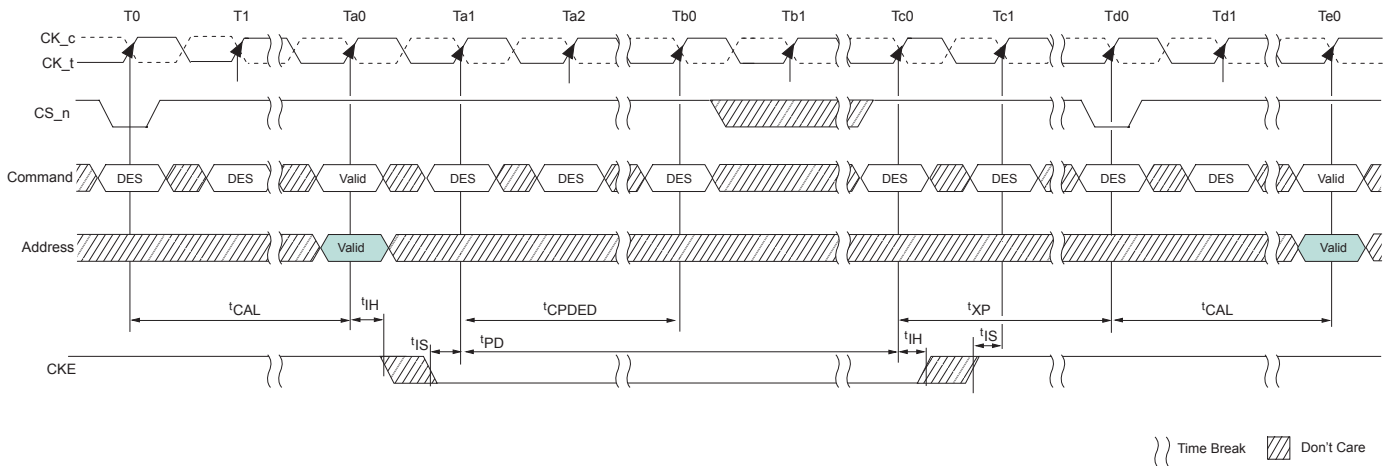 T0 T1 Ta0 Ta1 Ta2 Tb0 Tb1 Tc0 Tc1 Td0 Td1 Te0
CK_c
CK_t
CS_n
Command DES DES Valid DES DES DES DES DES DES DES Valid
Address Valid Valid
tCAL tIH tCPDED tXP tCAL
tIS tPD tIH tIS
CKE
Time Break Don't Care